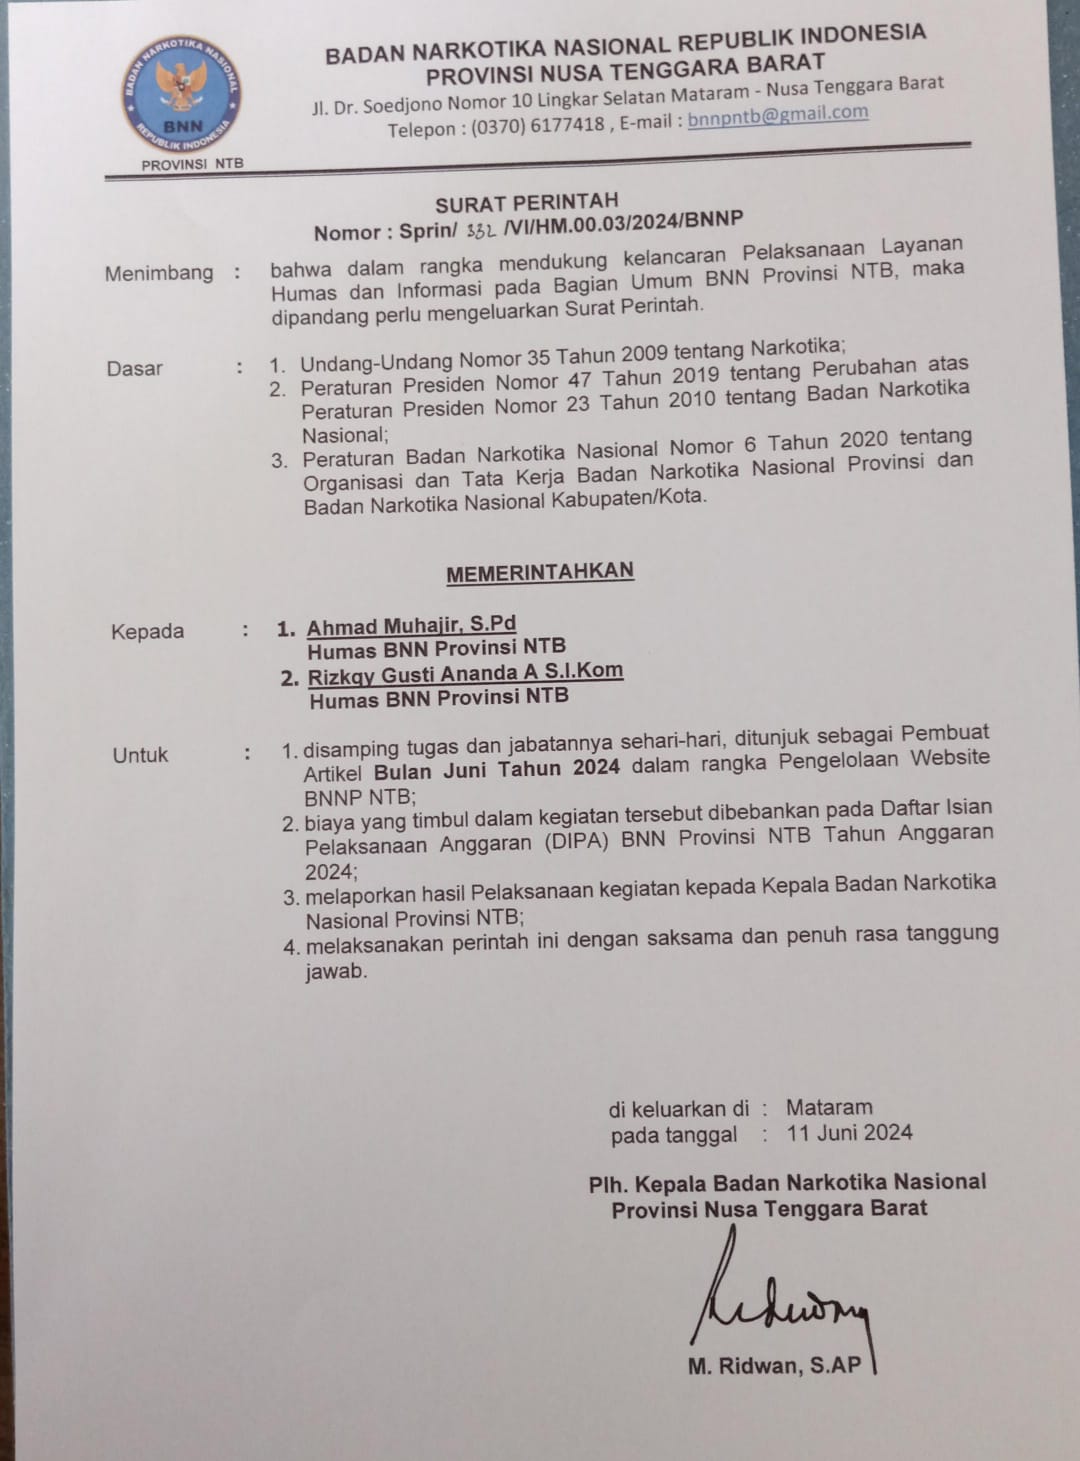 BADAN NARKOTIKA NASIONAL
BNN
REPUBLIK INDONESIA
PROVINSI NTB
BADAN NARKOTIKA NASIONAL REPUBLIK INDONESIA
PROVINSI NUSA TENGGARA BARAT
Jl. Dr. Soedjono Nomor 10 Lingkar Selatan Mataram - Nusa Tenggara Barat
Telepon : (0370) 6177418 , E-mail : bnnpntb@gmail.com
SURAT PERINTAH
Nomor : Sprin/ 332 /VI/HM.00.03/2024/BNNP
Menimbang : bahwa dalam rangka mendukung kelancaran Pelaksanaan Layanan
Humas dan Informasi pada Bagian Umum BNN Provinsi NTB, maka
dipandang perlu mengeluarkan Surat Perintah.
Dasar : 1. Undang-Undang Nomor 35 Tahun 2009 tentang Narkotika;
2. Peraturan Presiden Nomor 47 Tahun 2019 tentang Perubahan atas
Peraturan Presiden Nomor 23 Tahun 2010 tentang Badan Narkotika
Nasional;
3. Peraturan Badan Narkotika Nasional Nomor 6 Tahun 2020 tentang
Organisasi dan Tata Kerja Badan Narkotika Nasional Provinsi dan
Badan Narkotika Nasional Kabupaten/Kota.
MEMERINTAHKAN
Kepada : 1. Ahmad Muhajir, S.Pd
Humas BNN Provinsi NTB
2. Rizkqy Gusti Ananda A S.I.Kom
Humas BNN Provinsi NTB
Untuk : 1. disamping tugas dan jabatannya sehari-hari, ditunjuk sebagai Pembuat
Artikel Bulan Juni Tahun 2024 dalam rangka Pengelolaan Website
BNNP NTB;
2. biaya yang timbul dalam kegiatan tersebut dibebankan pada Daftar Isian
Pelaksanaan Anggaran (DIPA) BNN Provinsi NTB Tahun Anggaran
2024;
3. melaporkan hasil Pelaksanaan kegiatan kepada Kepala Badan Narkotika
Nasional Provinsi NTB;
4. melaksanakan perintah ini dengan saksama dan penuh rasa tanggung
jawab.
di keluarkan di : Mataram
pada tanggal : 11 Juni 2024
Plh. Kepala Badan Narkotika Nasional
Provinsi Nusa Tenggara Barat
M. Ridwan, S.AP